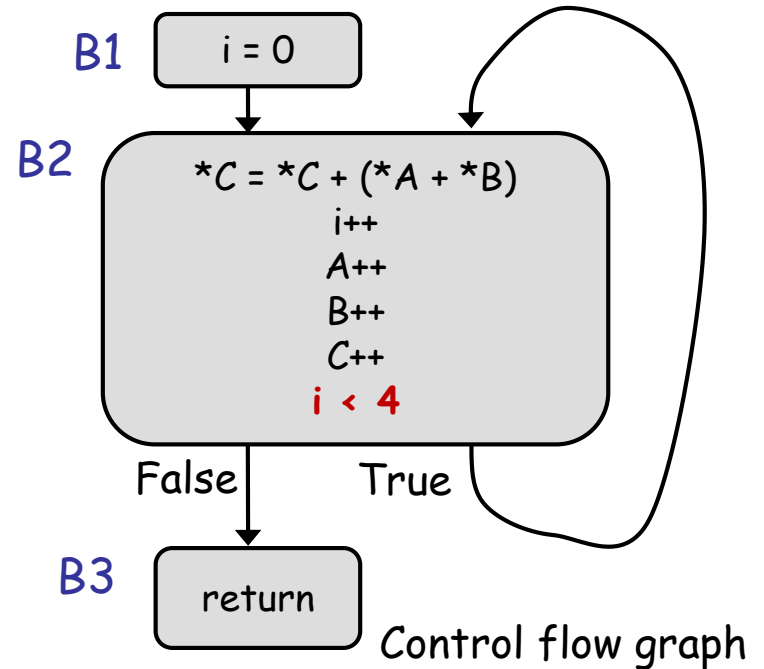 B1
i = 0
B2
*C = *C + (*A + *B)
i++
A++
B++
C++
i < 4
False
True
B3
return
Control flow graph